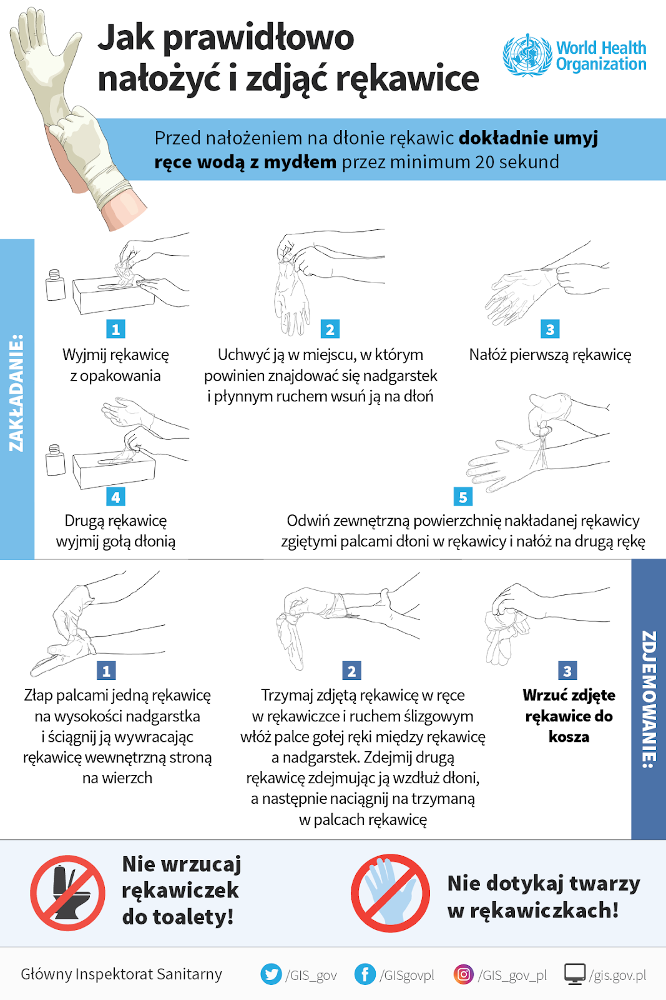 Jak prawidłowo
nałożyć i zdjąć rękawice
World Health
Organization
Przed nałożeniem na dłonie rękawic dokładnie umyj
ręce wodą z mydłem przez minimum 20 sekund
ZAKŁADANIE:
1
Wyjmij rękawicę
z opakowania
2
Uchwyć ją w miejscu, w którym
powinien znajdować się nadgarstek
i płynnym ruchem wsuń ją na dłoń
3
Nałóż pierwszą rękawicę
4
Drugą rękawicę
wyjmij gołą dłonią
5
Odwiń zewnętrzną powierzchnię nakładanej rękawicy
zgiętymi palcami dłoni w rękawicy i nałóż na drugą rękę
ZDJEMOWANIE:
1
Złap palcami jedną rękawicę
na wysokości nadgarstka
i ściągnij ją wywracając
rękawicę wewnętrzną stroną
na wierzch
2
Trzymaj zdjętą rękawicę w ręce
w rękawiczce i ruchem ślizgowym
włóż palce gołej ręki między rękawicę
a nadgarstek. Zdejmij drugą
rękawicę zdejmując ją wzdłuż dłoni,
a następnie naciągnij na trzymaną
w palcach rękawicę
3
Wrzuć zdjęte
rękawice do
kosza
Nie wrzucaj
rękawiczek
do toalety!
Nie dotykaj twarzy
w rękawiczkach!
Główny Inspektorat Sanitarny
/GIS_gov
/GISgovpl
/GIS_gov_pl
/gis.gov.pl